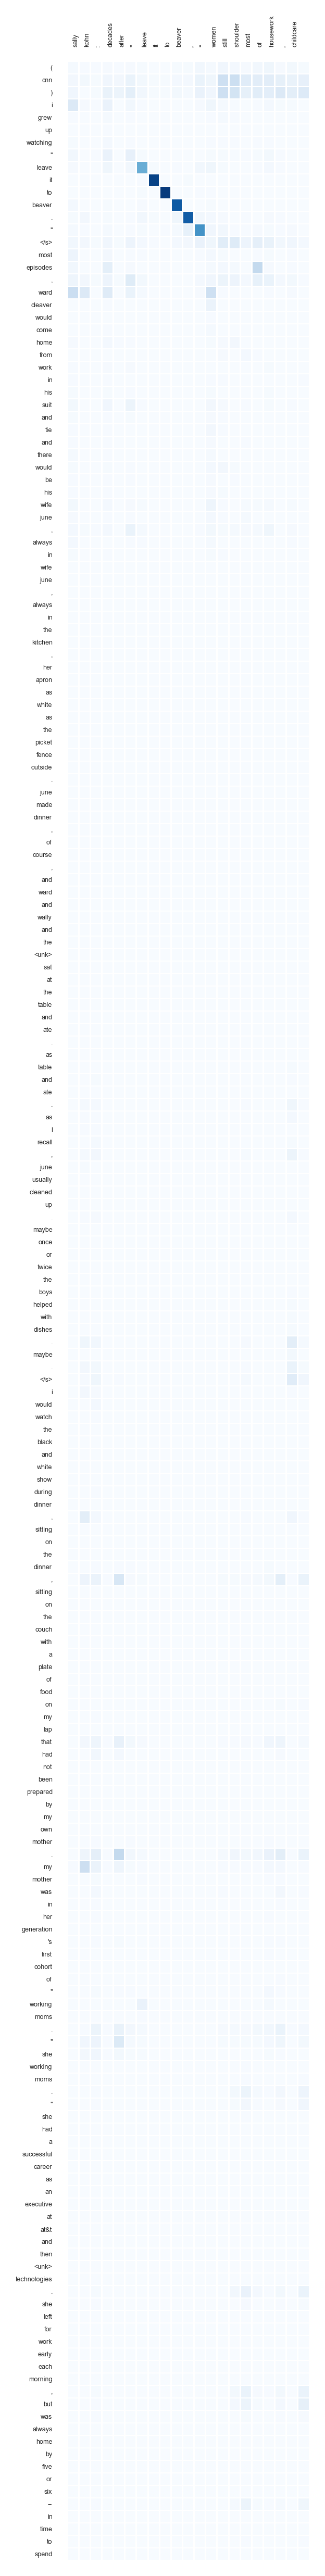 sally
kohn
:
decades
after
"
leave
it
to
beaver
,
"
women
still
shoulder
most
of
housework
,
childcare
(
cnn
)
i
grew
up
watching
"
leave
it
to
beaver
.
"
</s>
most
episodes
,
ward
cleaver
would
come
home
from
work
in
his
suit
and
tie
and
there
would
be
his
wife
june
,
always
in
wife
june
,
always
in
the
kitchen
,
her
apron
as
white
as
the
picket
fence
outside
.
june
made
dinner
,
of
course
,
and
ward
and
wally
and
the
<unk>
sat
at
the
table
and
ate
.
as
table
and
ate
.
as
i
recall
,
june
usually
cleaned
up
.
maybe
once
or
twice
the
boys
helped
with
dishes
.
maybe
.
</s>
i
would
watch
the
black
and
white
show
during
dinner
,
sitting
on
the
dinner
,
sitting
on
the
couch
with
a
plate
of
food
on
my
lap
that
had
not
been
prepared
by
my
own
mother
.
my
mother
was
in
her
generation
's
first
cohort
of
"
working
moms
.
"
she
working
moms
.
"
she
had
a
successful
career
as
an
executive
at
at&t
and
then
<unk>
technologies
.
she
left
for
work
early
each
morning
,
but
was
always
home
by
five
or
six
--
in
time
to
spend